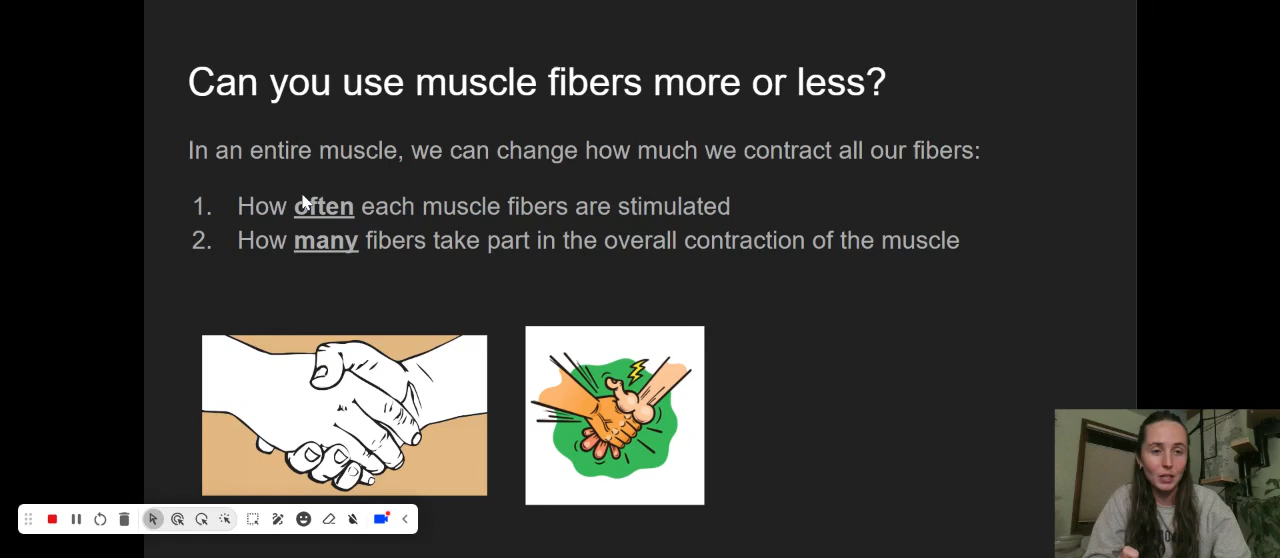 Can you use muscle fibers more or less?
In an entire muscle, we can change how much we contract all our fibers:
1. How often each muscle fibers are stimulated
2. How many fibers take part in the overall contraction of the muscle